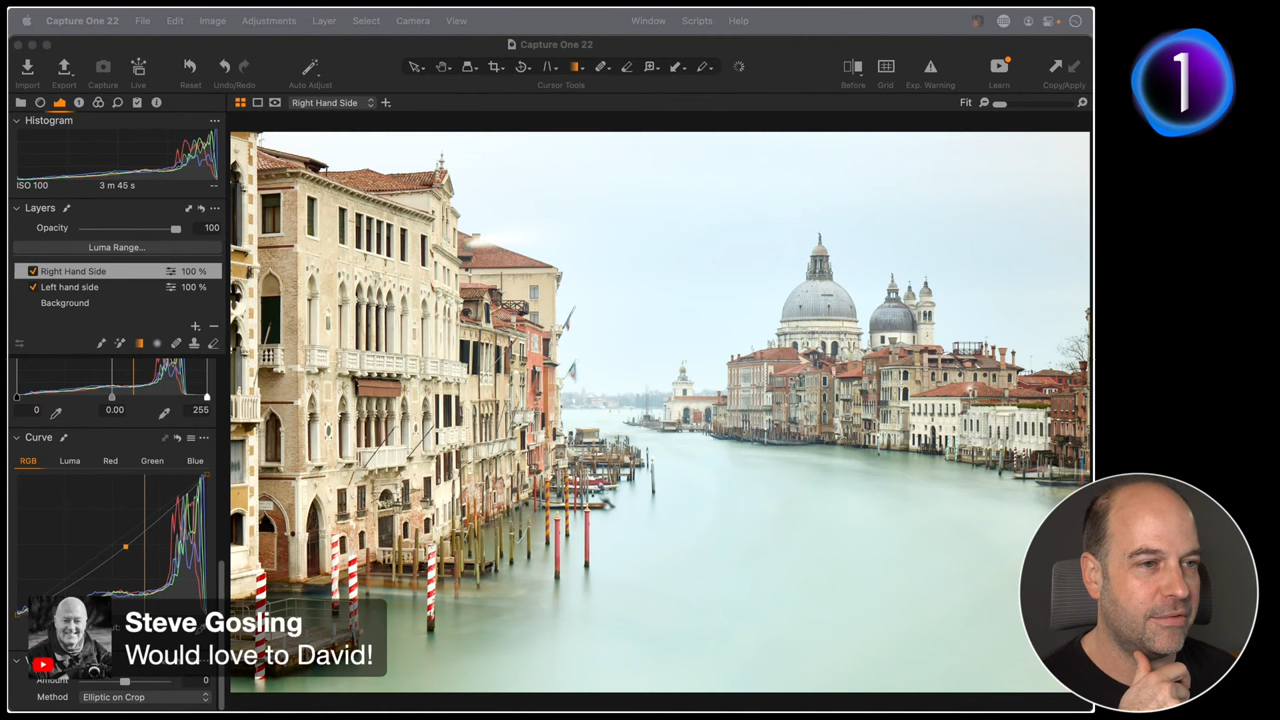 Capture One 22 File Edit Image Adjustments Layer Select Camera View Window Scripts Help
Capture One 22
Import Export Capture Live Reset Undo/Redo Auto Adjust Cursor Tools Before Grid Exp. Warning Learn Copy/Apply
Right Hand Side Fit
Histogram
ISO 100 3 m 45 s --
Layers
Opacity 100
Luma Range...
Right Hand Side 100 %
Left hand side 100 %
Background
0 0.00 255
Curve
RGB Luma Red Green Blue
Steve Gosling
Would love to David!
Amount 0
Method Elliptic on Crop
1